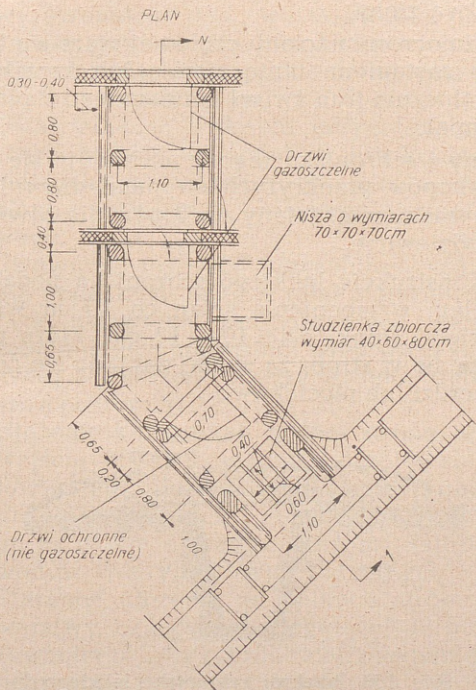 PLAN
N
0,30-0,40
0,80
0,80
0,40
1,00
0,65
1,10
Drzwi
gazoszczelne
Nisza o wymiarach
70×70×70cm
Studzienka zbiorcza
wymiar 40×60×80cm
0,70
0,40
0,60
1,10
0,65
0,20
0,80
1,00
Drzwi ochronne
(nie gazoszczelne)
1